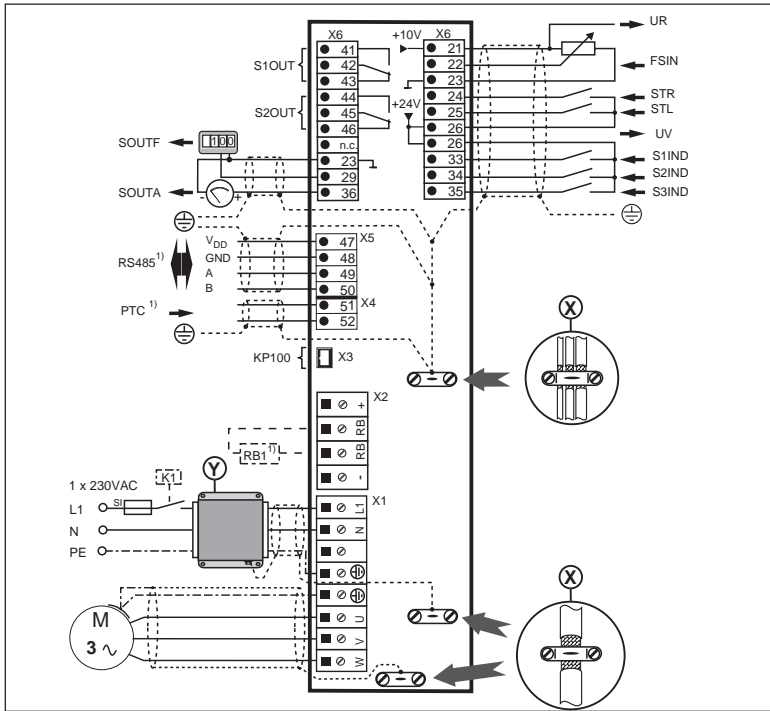 X6
41
42
43
44
45
46
n.c.
23
29
36
S1OUT
S2OUT
SOUTF
100
SOUTA
- +
+10V
+24V
X6
21
22
23
24
25
26
26
33
34
35
UR
FSIN
STR
STL
UV
S1IND
S2IND
S3IND
RS485 1)
VDD
GND
A
B
47 X5
48
49
50
51 X4
52
PTC 1)
KP100
X3
X
X2
+
RB
RB
-
RB1 1)
1 x 230VAC
K1
Y
L1
SI
N
PE
X1
L1
N
U
V
W
M
3 ~
X